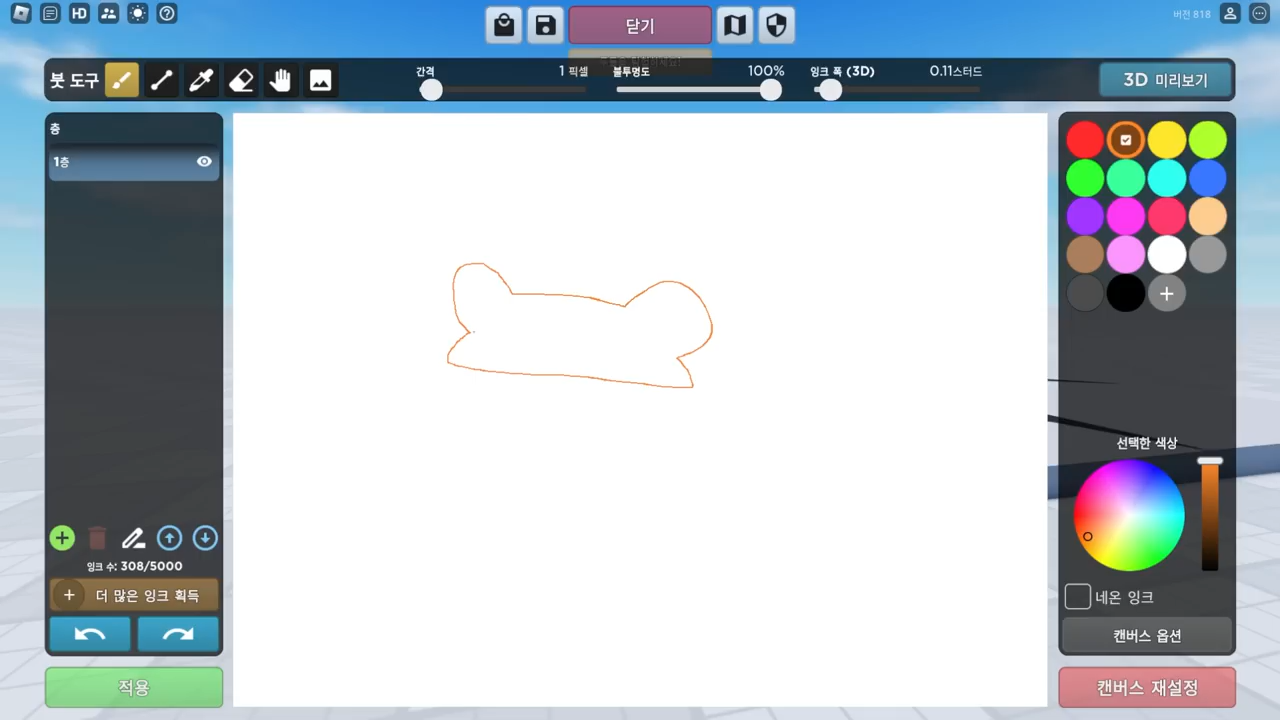 HD
닫기
버전 818
붓 도구
간격
1 픽셀
불투명도
100%
잉크 폭 (3D)
0.11스터드
3D 미리보기
층
1층
선택한 색상
잉크 수: 308/5000
더 많은 잉크 획득
네온 잉크
캔버스 옵션
적용
캔버스 재설정